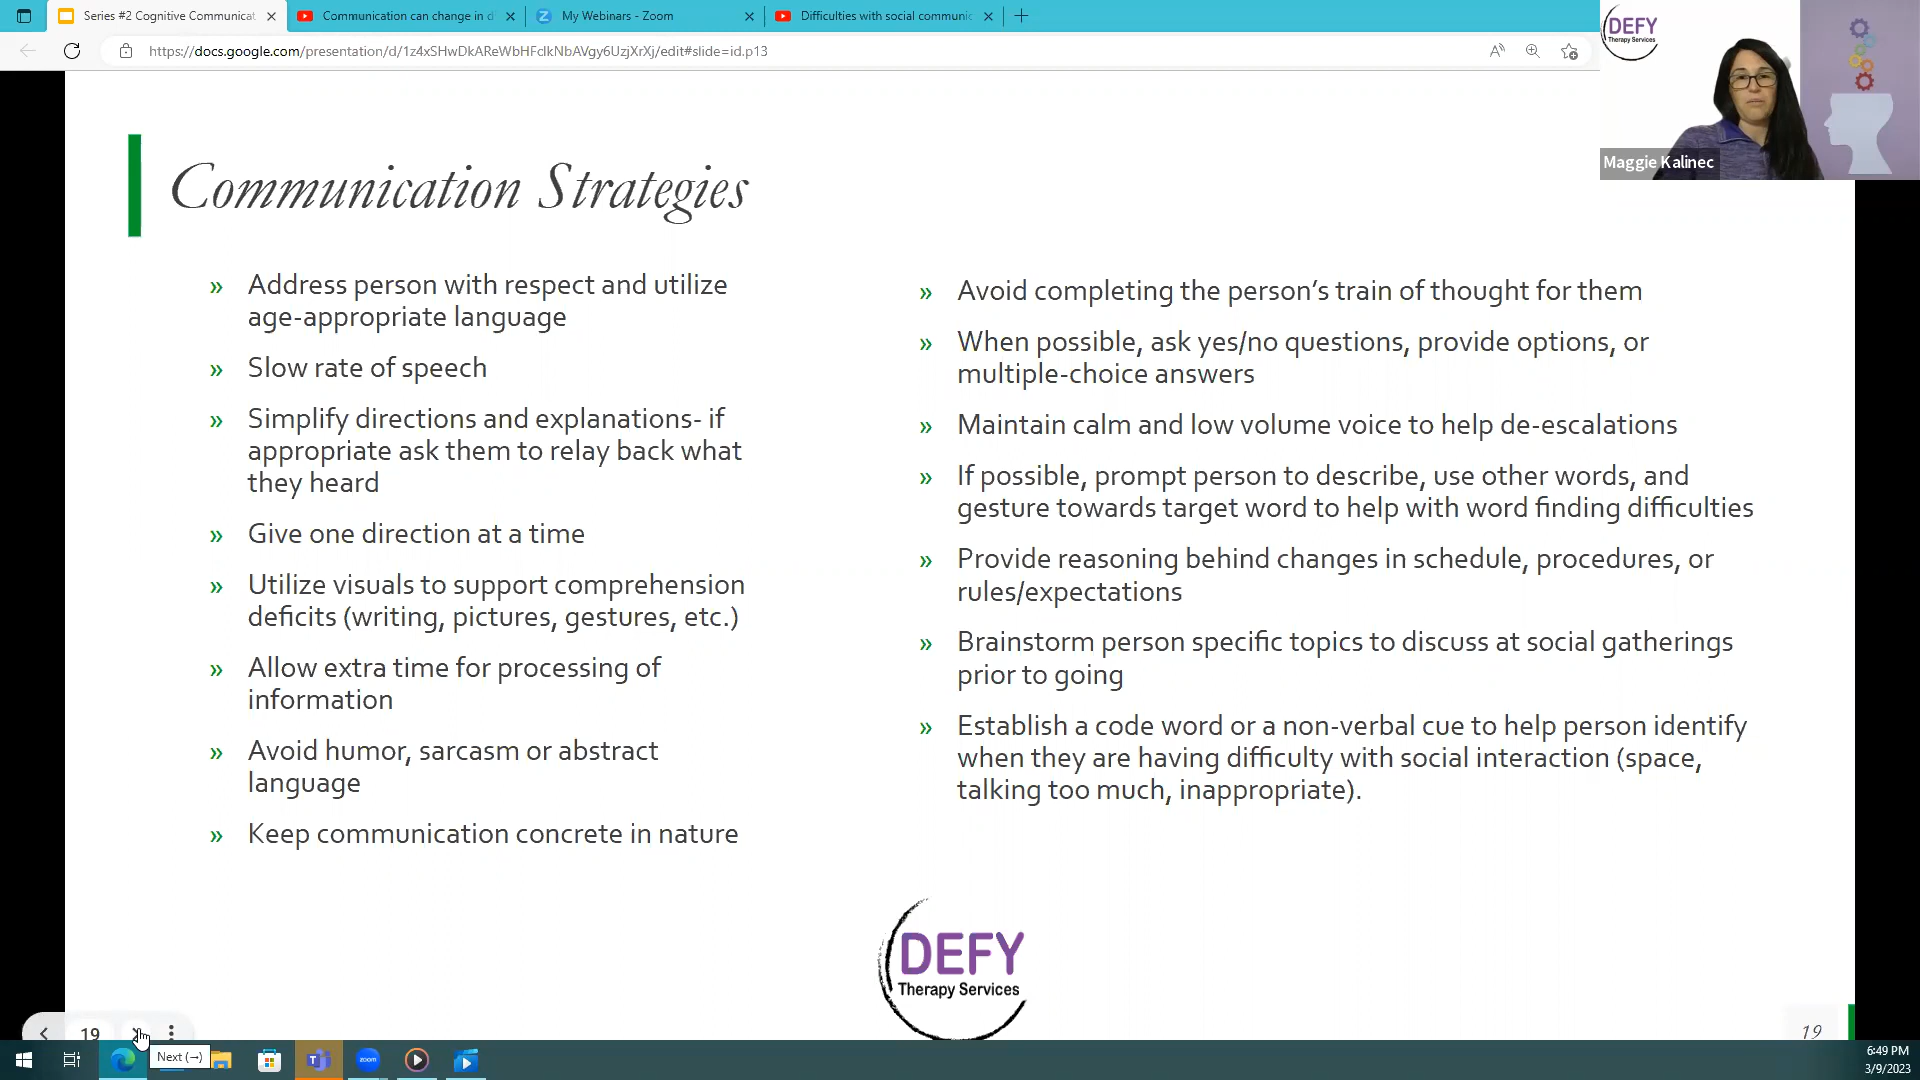 Series #2 Cognitive Communicat
Communication can change in d
My Webinars - Zoom
Difficulties with social communic
https://docs.google.com/presentation/d/1z4xSHwDkAReWbHFclkNbAVgy6UzjXrXj/edit#slide=id.p13
DEFY
Therapy Services
Maggie Kalinec
Communication Strategies
» Address person with respect and utilize
age-appropriate language
» Slow rate of speech
» Simplify directions and explanations- if
appropriate ask them to relay back what
they heard
» Give one direction at a time
» Utilize visuals to support comprehension
deficits (writing, pictures, gestures, etc.)
» Allow extra time for processing of
information
» Avoid humor, sarcasm or abstract
language
» Keep communication concrete in nature
» Avoid completing the person's train of thought for them
» When possible, ask yes/no questions, provide options, or
multiple-choice answers
» Maintain calm and low volume voice to help de-escalations
» If possible, prompt person to describe, use other words, and
gesture towards target word to help with word finding difficulties
» Provide reasoning behind changes in schedule, procedures, or
rules/expectations
» Brainstorm person specific topics to discuss at social gatherings
prior to going
» Establish a code word or a non-verbal cue to help person identify
when they are having difficulty with social interaction (space,
talking too much, inappropriate).
DEFY
Therapy Services
19
19
Next (→)
zoom
6:49 PM
3/9/2023